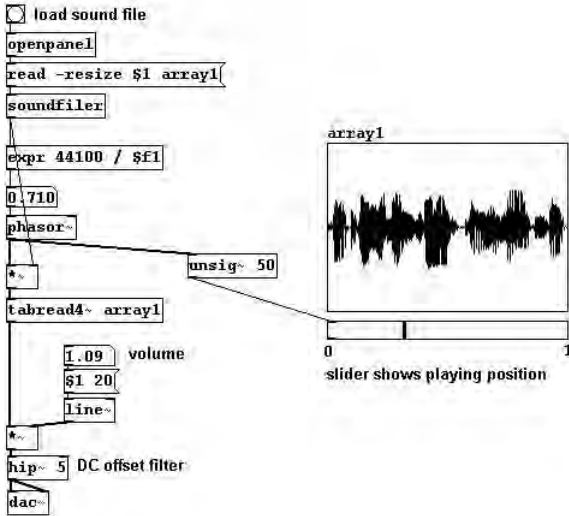 load sound file
openpanel
read -resize $1 array1
soundfiler
expr 44100 / $f1
0.710
phasor~
*~
unsig~ 50
tabread4~ array1
1.09 volume
$1 20
line~
*~
hip~ 5 DC offset filter
dac~
array1
0 1
slider shows playing position